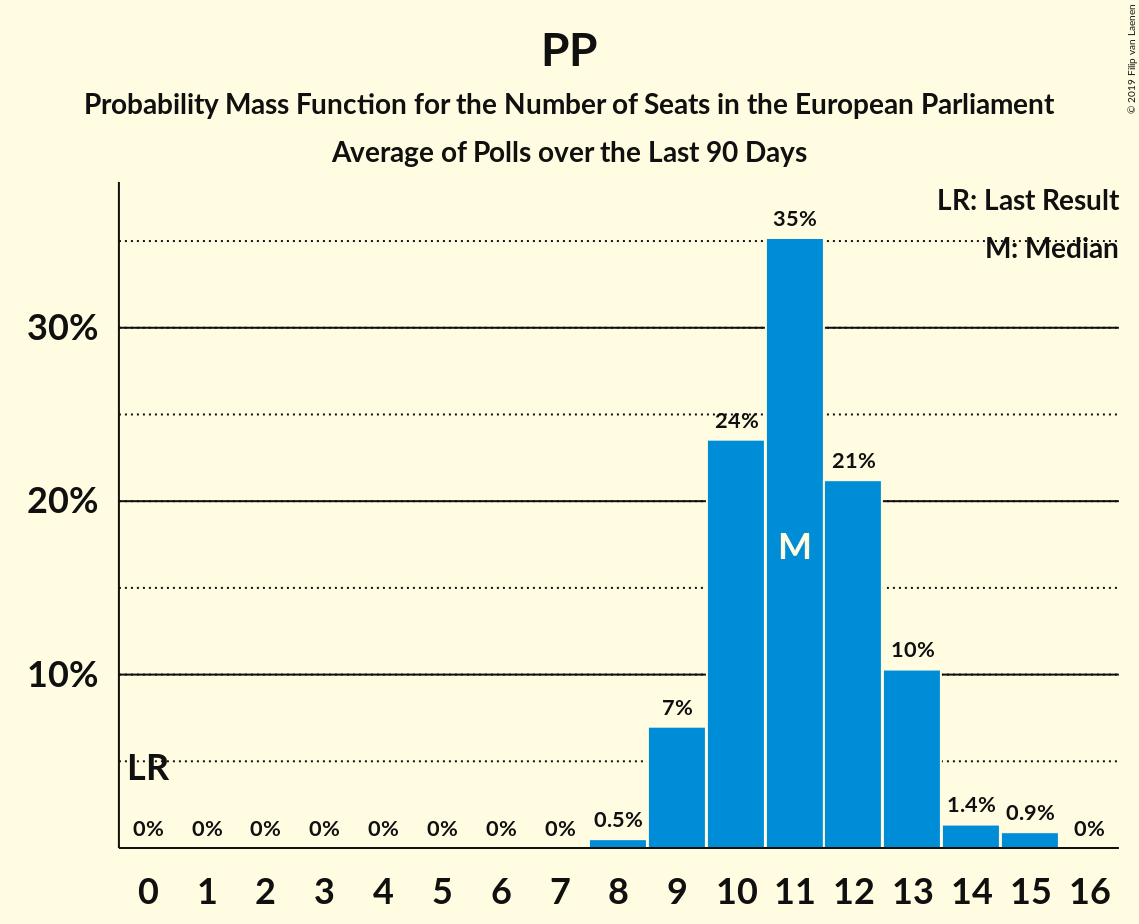 PP
Probability Mass Function for the Number of Seats in the European Parliament
Average of Polls over the Last 90 Days
© 2019 Filip van Laenen
LR: Last Result
M: Median
35%
30%
24%
21%
20%
M
10%
10%
7%
LR
0% 0% 0% 0% 0% 0% 0% 0% 0.5% 1.4% 0.9% 0%
0 1 2 3 4 5 6 7 8 9 10 11 12 13 14 15 16